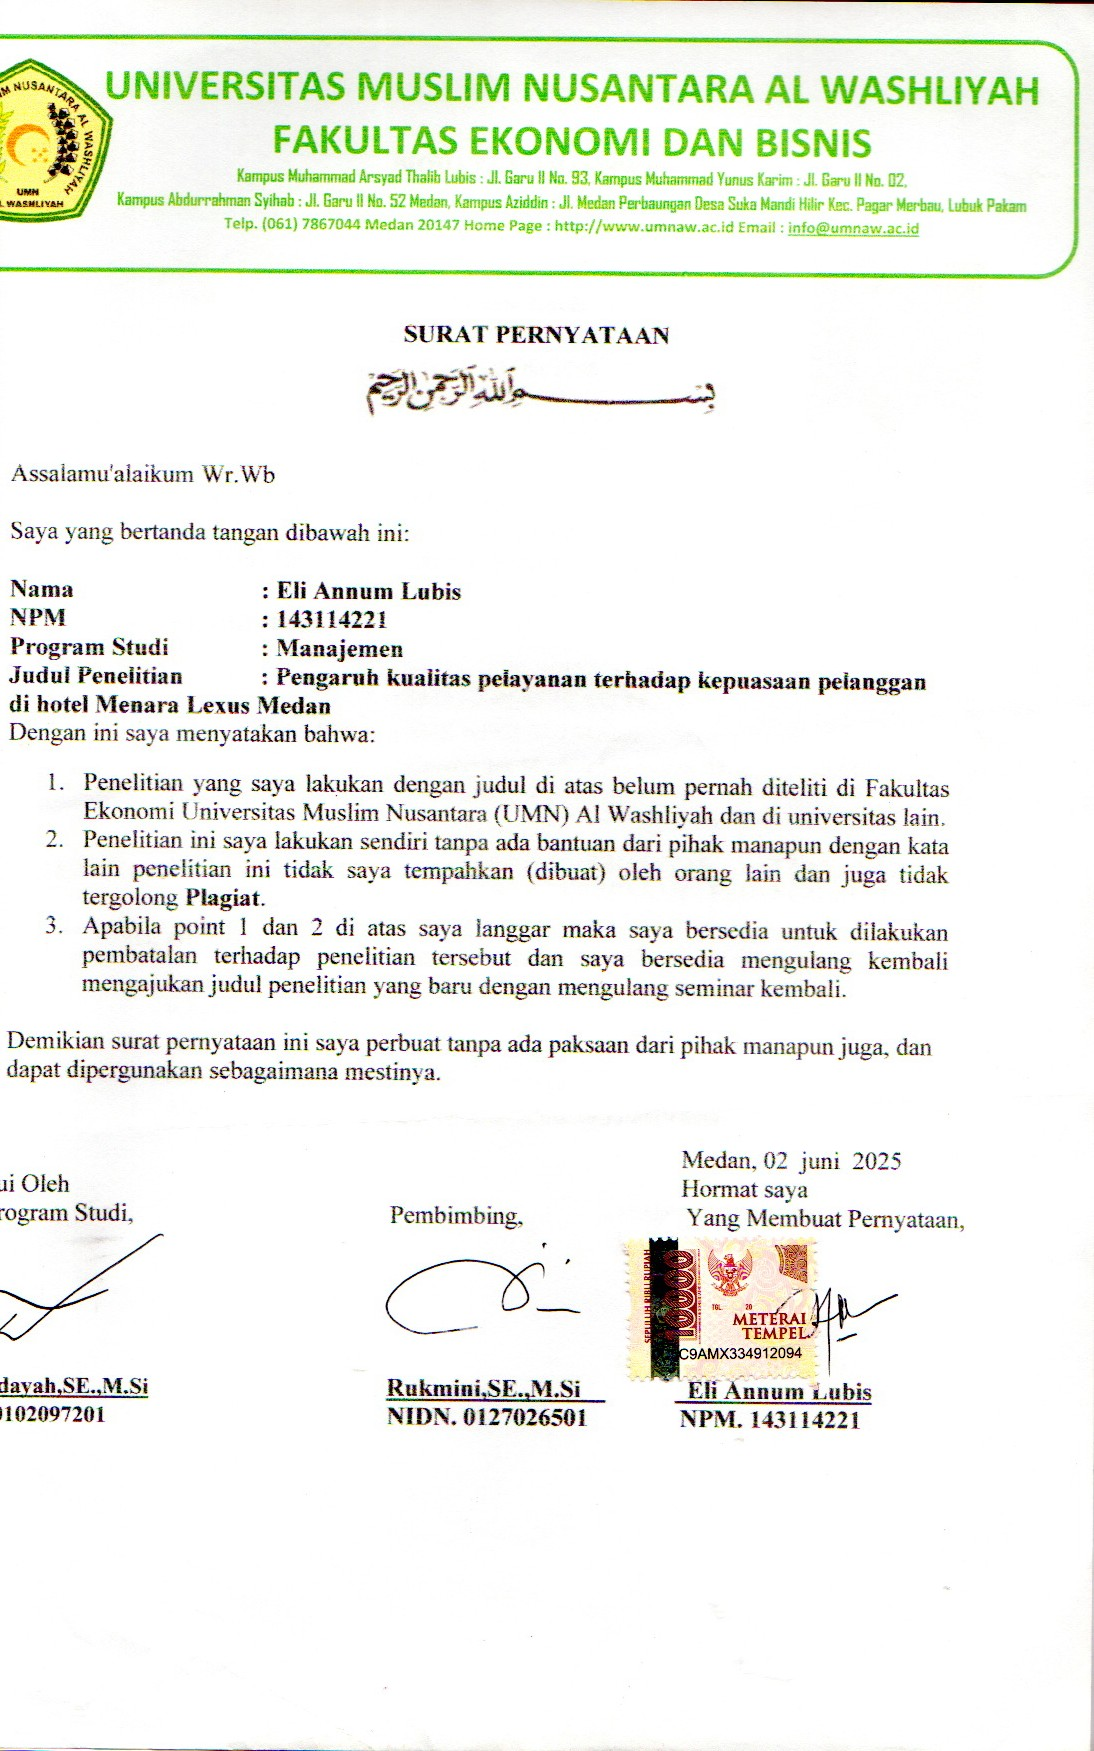 UNIVERSITAS MUSLIM NUSANTARA AL WASHLIYAH
FAKULTAS EKONOMI DAN BISNIS
Kampus Muhammad Arsyad Thalib Lubis : Jl. Garu II No. 93, Kampus Muhammad Yunus Karim : Jl. Garu II No. 02,
Kampus Abdurrahman Syihab : Jl. Garu II No. 52 Medan, Kampus Aziddin : Jl. Medan Perbaungan Desa Suka Mandi Hilir Kec. Pagar Merbau, Lubuk Pakam
Telp. (061) 7867044 Medan 20147 Home Page : http://www.umnaw.ac.id Email : info@umnaw.ac.id
NUSANTARA AL WASHLIYAH
UMN
L WASHLIYAH
SURAT PERNYATAAN
بسم الله الرحمن الرحيم
Assalamu'alaikum Wr.Wb
Saya yang bertanda tangan dibawah ini:
Nama : Eli Annum Lubis
NPM : 143114221
Program Studi : Manajemen
Judul Penelitian : Pengaruh kualitas pelayanan terhadap kepuasaan pelanggan
di hotel Menara Lexus Medan
Dengan ini saya menyatakan bahwa:
1. Penelitian yang saya lakukan dengan judul di atas belum pernah diteliti di Fakultas
Ekonomi Universitas Muslim Nusantara (UMN) Al Washliyah dan di universitas lain.
2. Penelitian ini saya lakukan sendiri tanpa ada bantuan dari pihak manapun dengan kata
lain penelitian ini tidak saya tempahkan (dibuat) oleh orang lain dan juga tidak
tergolong Plagiat.
3. Apabila point 1 dan 2 di atas saya langgar maka saya bersedia untuk dilakukan
pembatalan terhadap penelitian tersebut dan saya bersedia mengulang kembali
mengajukan judul penelitian yang baru dengan mengulang seminar kembali.
Demikian surat pernyataan ini saya perbuat tanpa ada paksaan dari pihak manapun juga, dan
dapat dipergunakan sebagaimana mestinya.
Medan, 02 juni 2025
ui Oleh
Hormat saya
rogram Studi,
Pembimbing,
Yang Membuat Pernyataan,
SEPULUH RIBU RUPIAH
10000
TGL. 20
METERAI
TEMPEL
C9AMX334912094
dayah,SE.,M.Si
0102097201
Rukmini,SE.,M.Si
NIDN. 0127026501
Eli Annum Lubis
NPM. 143114221